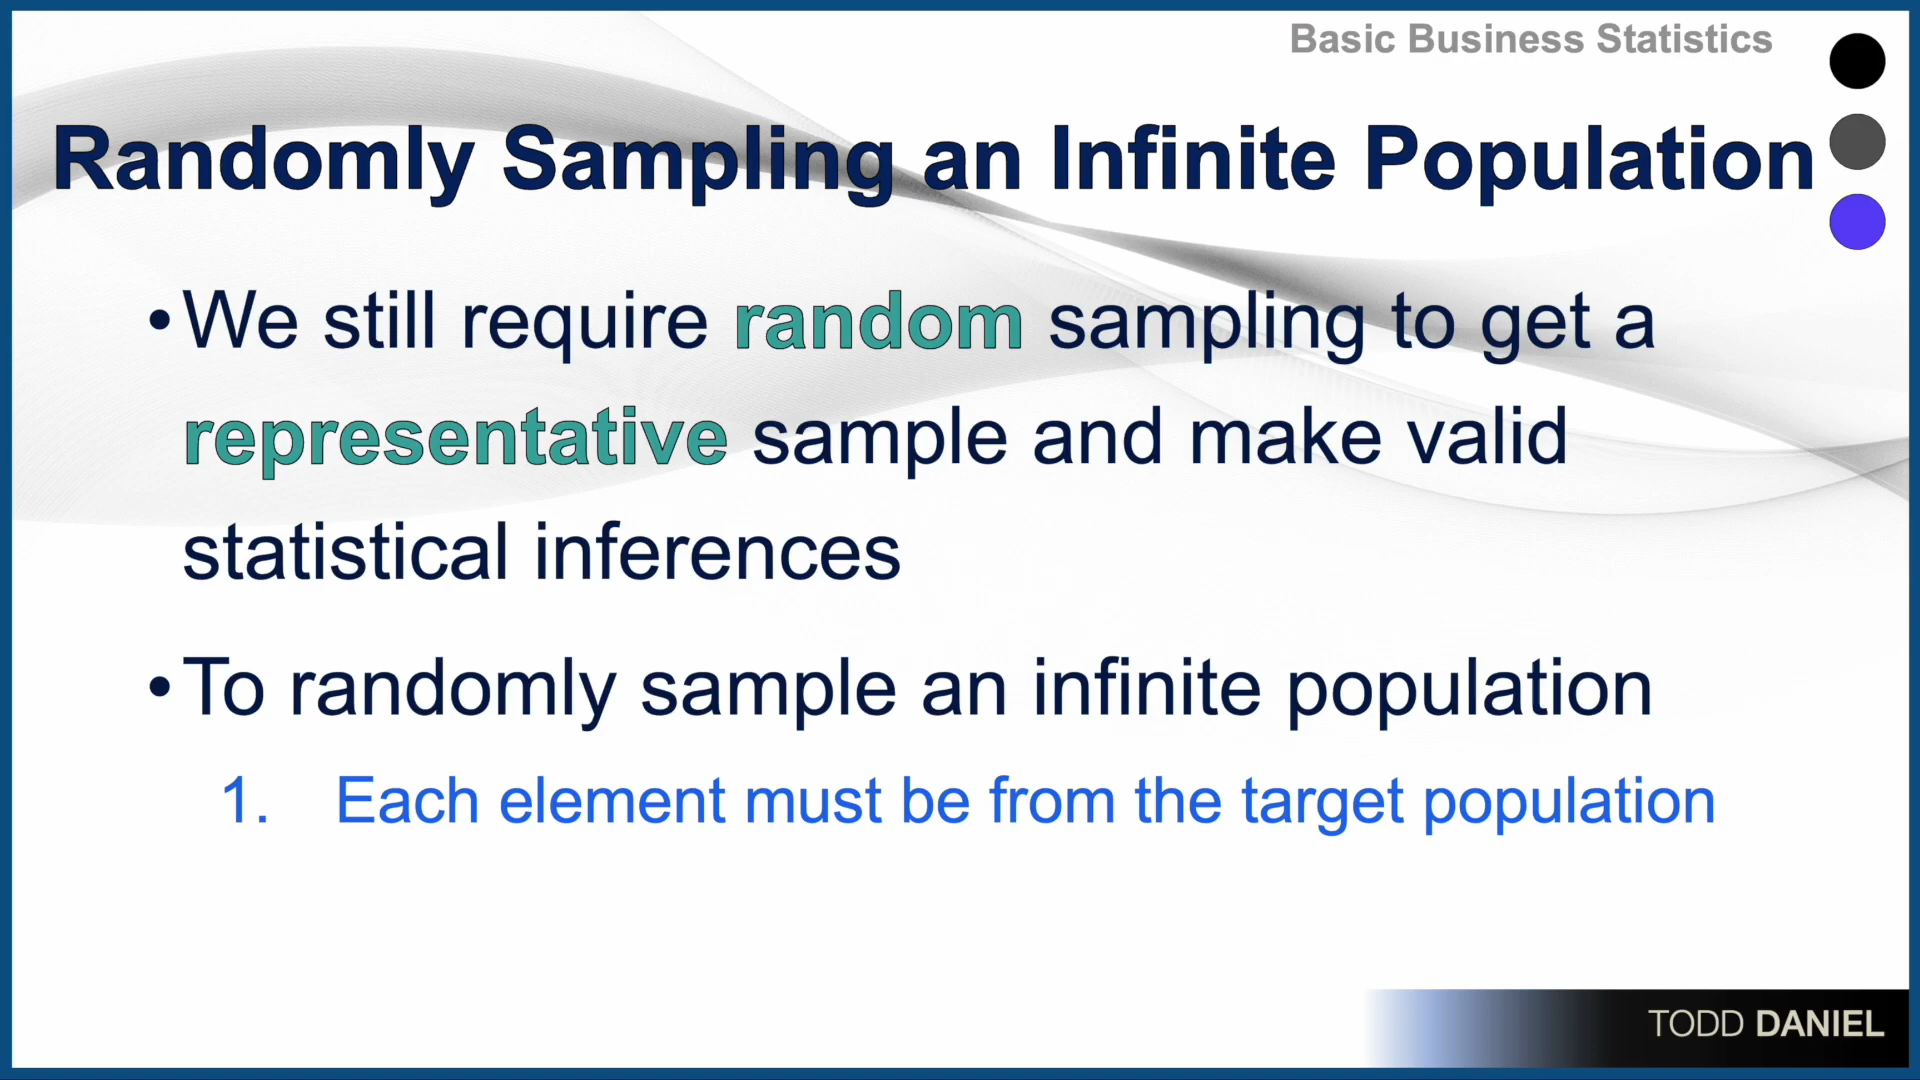 Basic Business Statistics
Randomly Sampling an Infinite Population
•We still require random sampling to get a
representative sample and make valid
statistical inferences
•To randomly sample an infinite population
1. Each element must be from the target population
TODD DANIEL